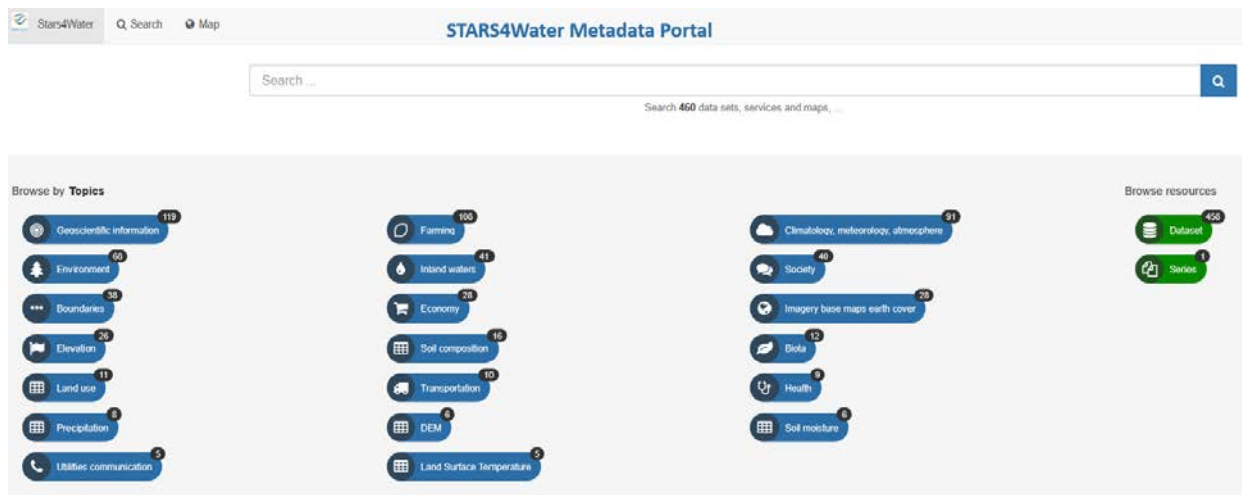 Stars4Water Search Map STARS4Water Metadata Portal
Search ...
Search 460 data sets, services and maps, ...
Browse by Topics Browse resources
Geoscientific information 119 Farming 106 Climatology, meteorology, atmosphere 91 Dataset 458
Environment 68 Inland waters 41 Society 40 Series 1
Boundaries 38 Economy 28 Imagery base maps earth cover 28
Elevation 26 Soil composition 16 Biota 12
Land use 11 Transportation 10 Health 9
Precipitation 8 DEM 6 Soil moisture 6
Utilities communication 5 Land Surface Temperature 5